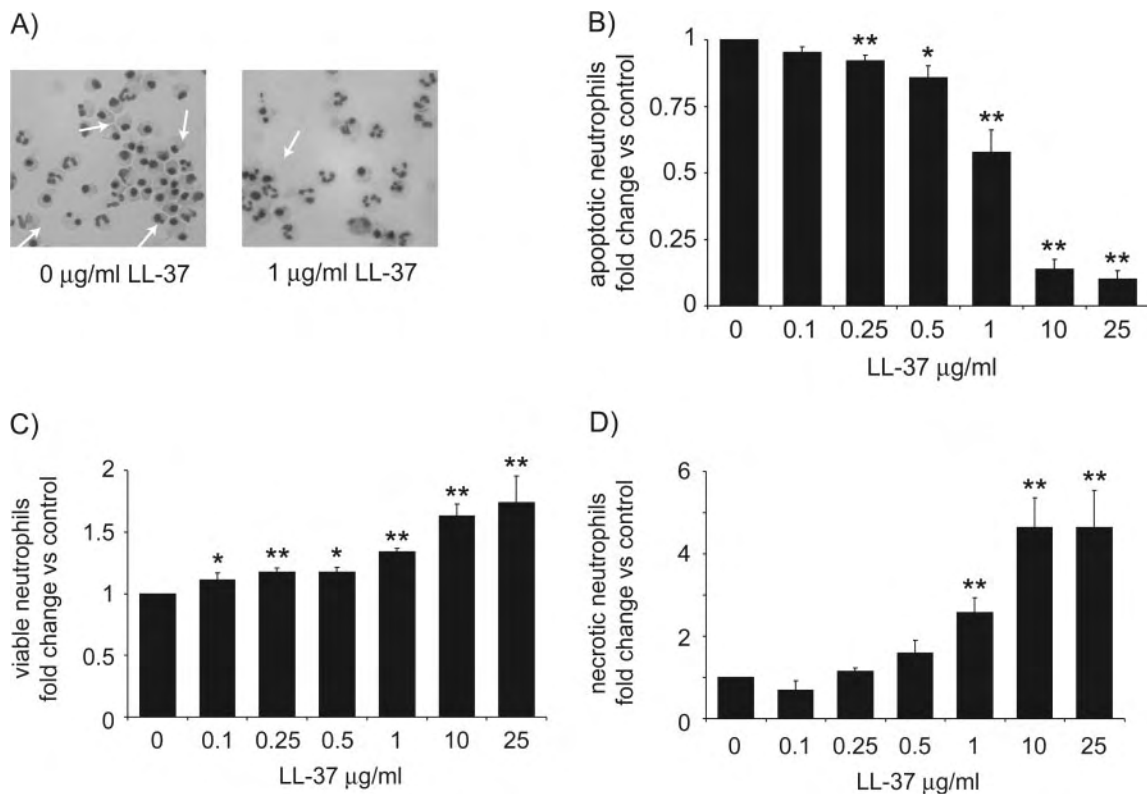 A)
0 μg/ml LL-37
1 μg/ml LL-37
B)
apoptotic neutrophils
fold change vs control
1
0.75
0.5
0.25
0
** * ** ** **
0 0.1 0.25 0.5 1 10 25
LL-37 μg/ml
C)
viable neutrophils
fold change vs control
2
1.5
1
0.5
0
* ** * ** ** **
0 0.1 0.25 0.5 1 10 25
LL-37 μg/ml
D)
necrotic neutrophils
fold change vs control
6
4
2
0
** ** **
0 0.1 0.25 0.5 1 10 25
LL-37 μg/ml